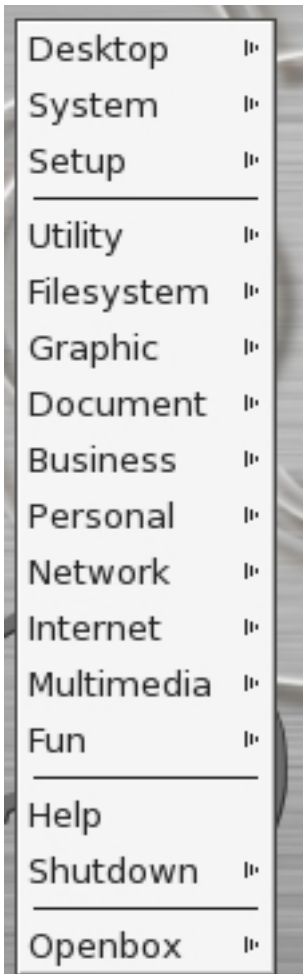 Desktop
System
Setup
Utility
Filesystem
Graphic
Document
Business
Personal
Network
Internet
Multimedia
Fun
Help
Shutdown
Openbox